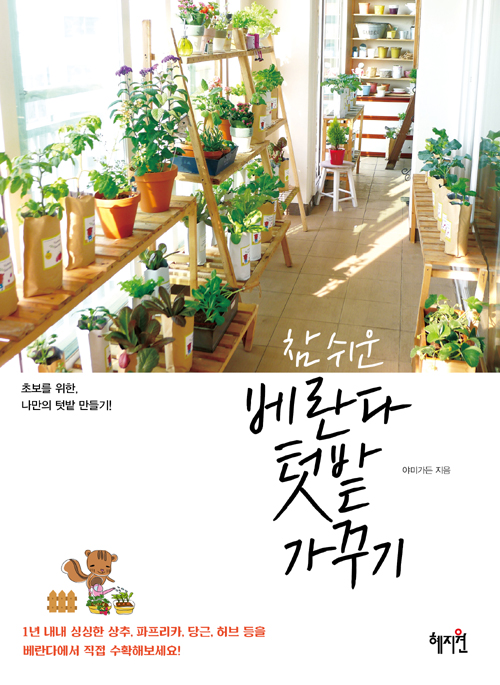 참 쉬운
베란다
텃밭
가꾸기
초보를 위한,
나만의 텃밭 만들기!
야미가든 지음
1년 내내 싱싱한 상추, 파프리카, 당근, 허브 등을
베란다에서 직접 수확해보세요!
혜지원